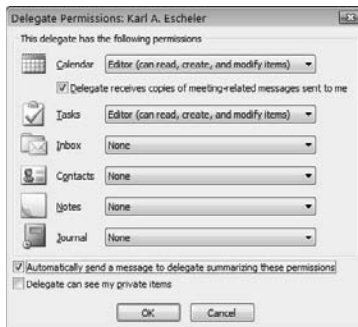 Delegate Permissions: Karl A. Escheler
This delegate has the following permissions
Calendar Editor (can read, create, and modify items)
Delegate receives copies of meeting-related messages sent to me
Tasks Editor (can read, create, and modify items)
Inbox None
Contacts None
Notes None
Journal None
Automatically send a message to delegate summarizing these permissions
Delegate can see my private items
OK Cancel